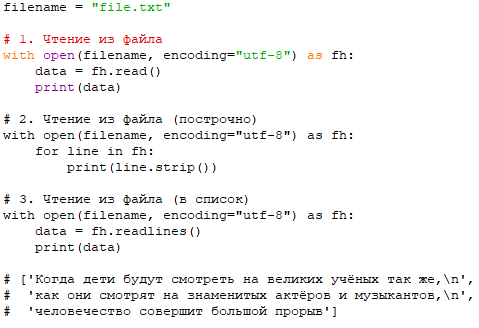 filename = "file.txt"

# 1. Чтение из файла
with open(filename, encoding="utf-8") as fh:
    data = fh.read()
    print(data)

# 2. Чтение из файла (построчно)
with open(filename, encoding="utf-8") as fh:
    for line in fh:
        print(line.strip())

# 3. Чтение из файла (в список)
with open(filename, encoding="utf-8") as fh:
    data = fh.readlines()
    print(data)

# ['Когда дети будут смотреть на великих учёных так же,\n',
#  'как они смотрят на знаменитых актёров и музыкантов,\n',
#  'человечество совершит большой прорыв']